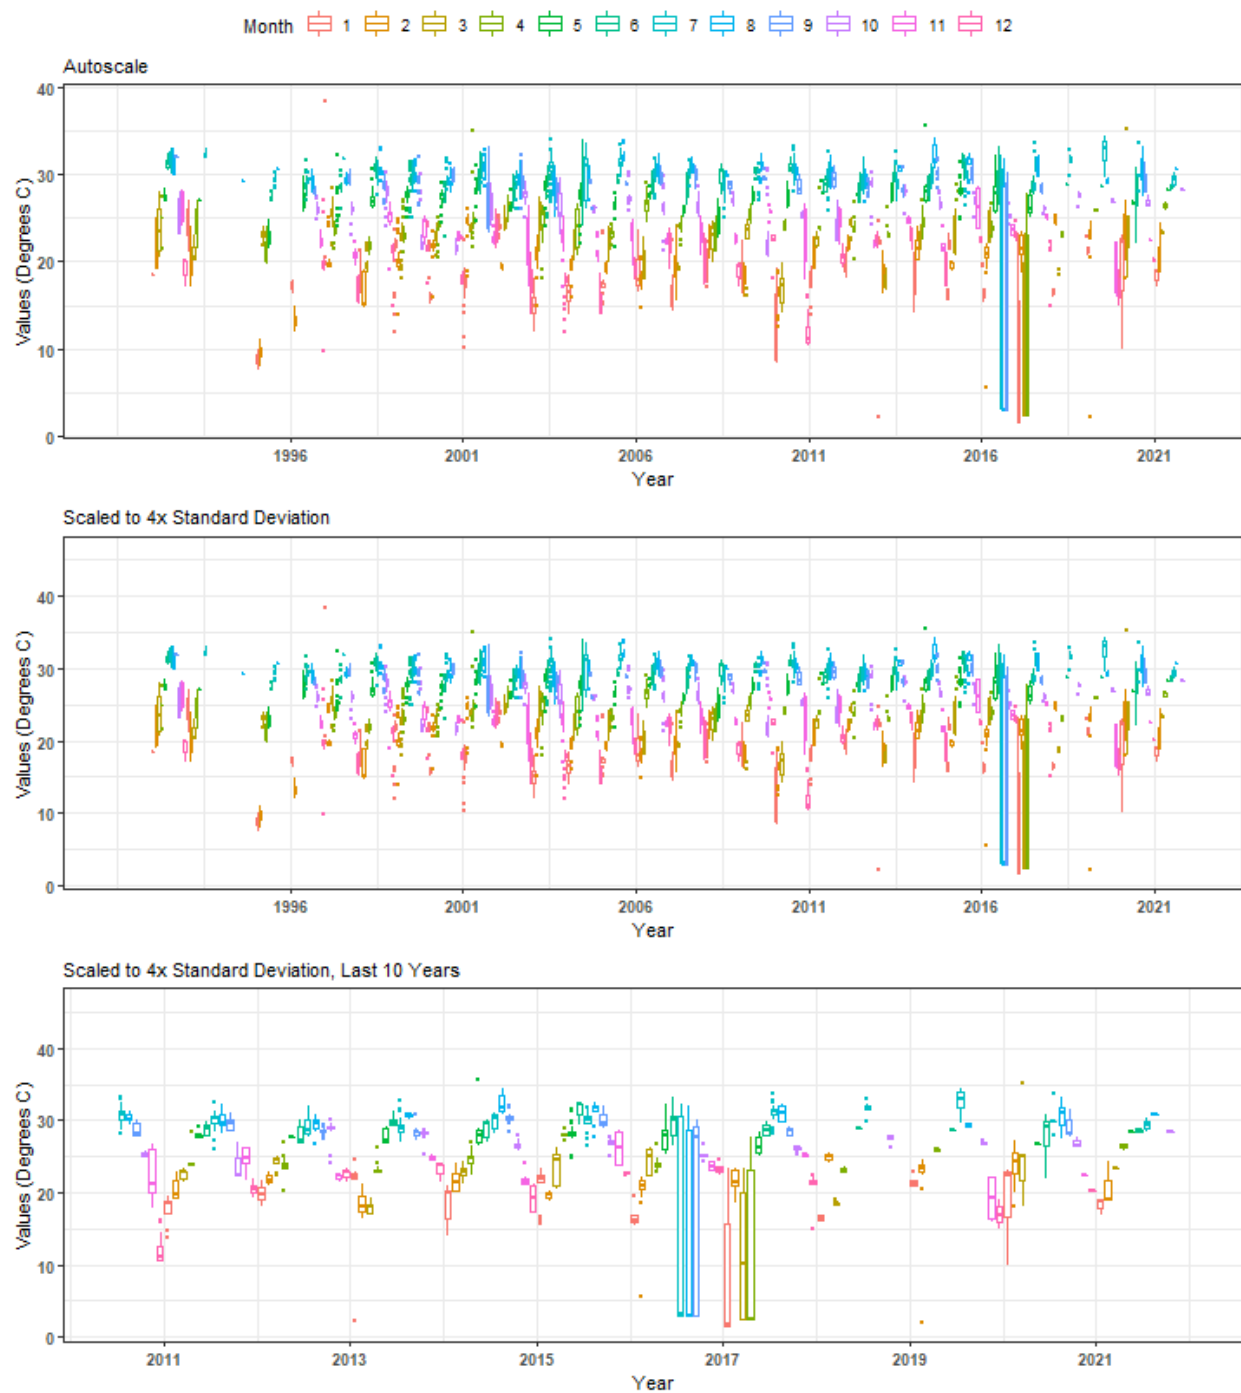 Month 1 2 3 4 5 6 7 8 9 10 11 12
Autoscale
Values (Degrees C)
40
30
20
10
0
1996 2001 2006 2011 2016 2021
Year
Scaled to 4x Standard Deviation
Values (Degrees C)
40
30
20
10
0
1996 2001 2006 2011 2016 2021
Year
Scaled to 4x Standard Deviation, Last 10 Years
Values (Degrees C)
40
30
20
10
0
2011 2013 2015 2017 2019 2021
Year